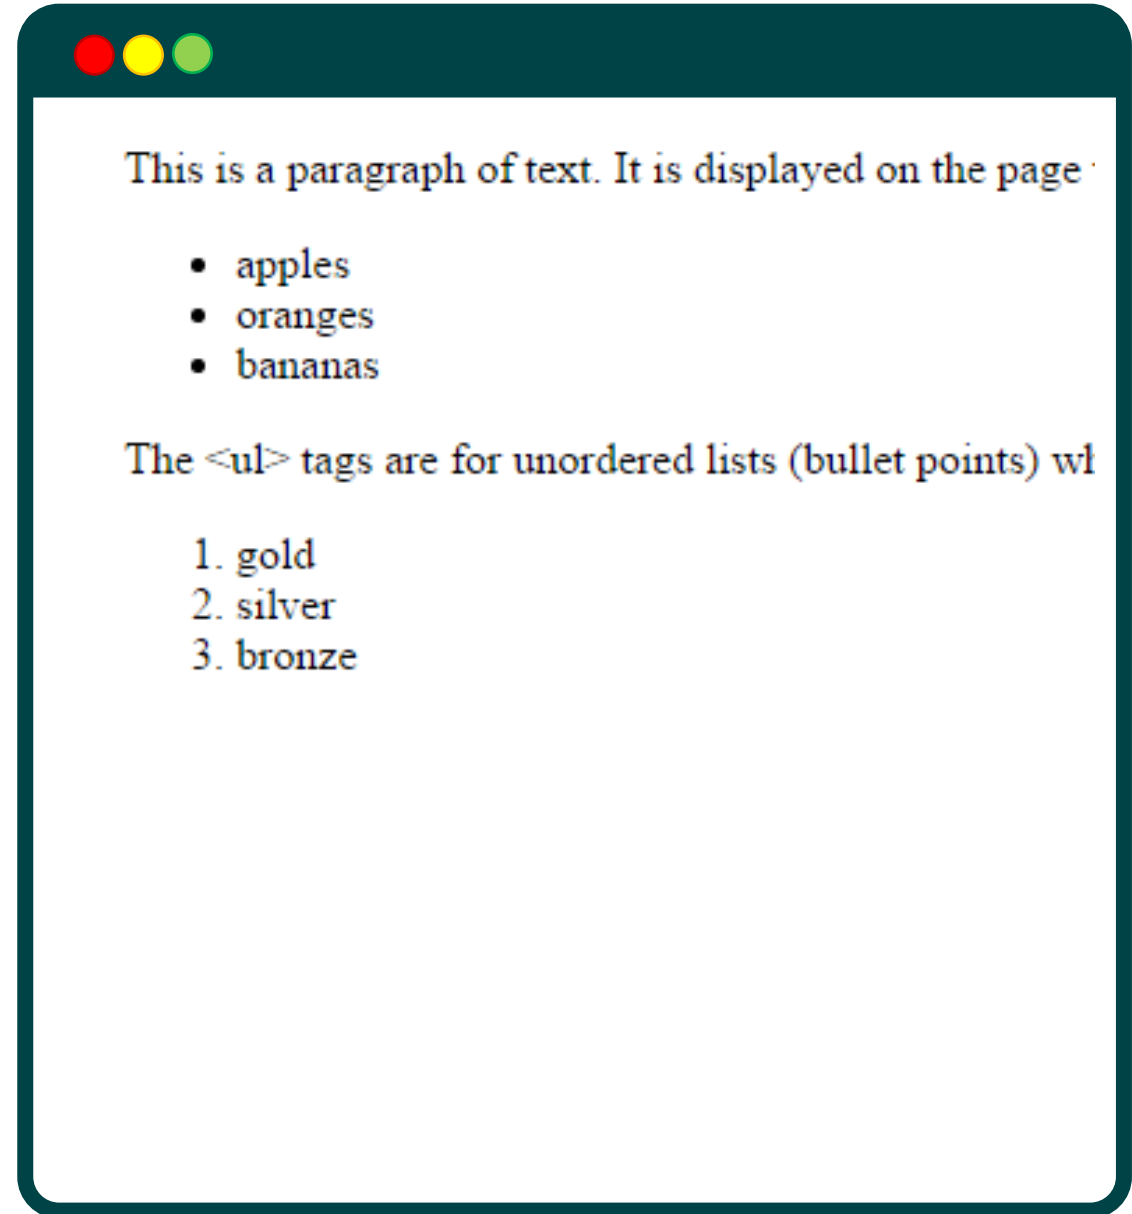 This is a paragraph of text. It is displayed on the page
• apples
• oranges
• bananas
The <ul> tags are for unordered lists (bullet points)
1. gold
2. silver
3. bronze